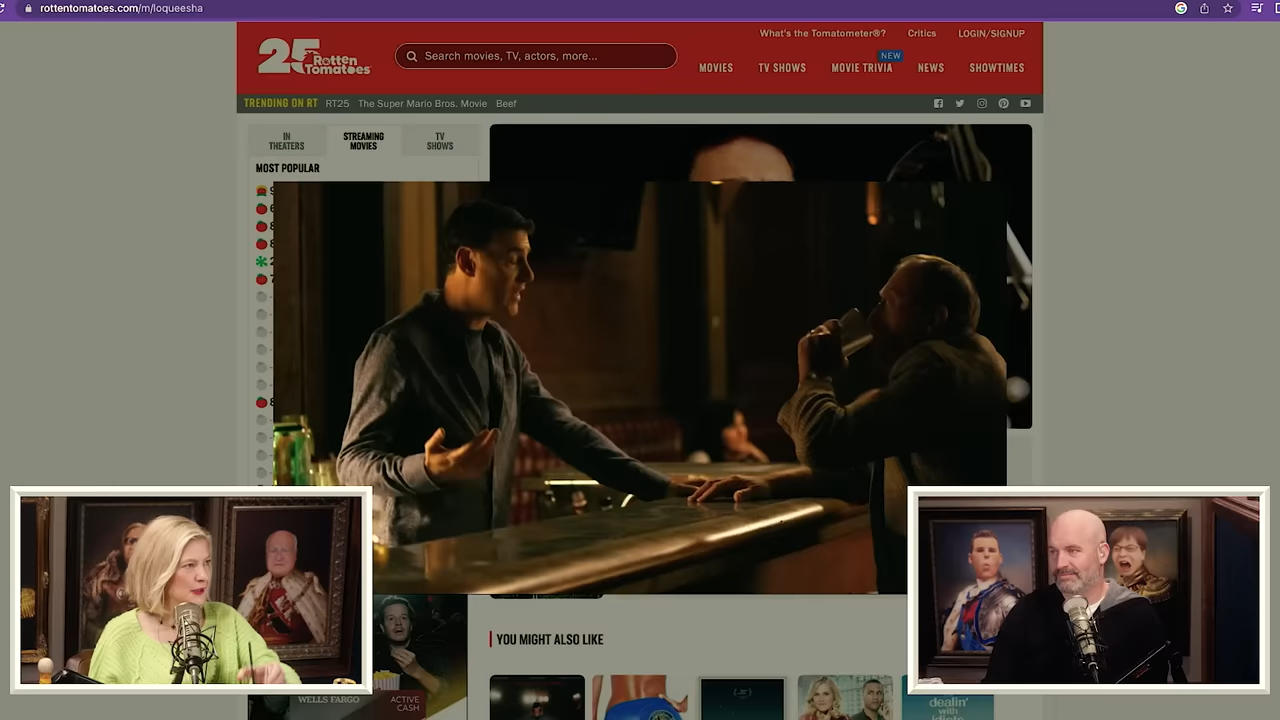 rottentomatoes.com/m/loqueesha
What's the Tomatometer®? Critics LOGIN/SIGNUP
25 Rotten Tomatoes
Search movies, TV, actors, more...
NEW
MOVIES TV SHOWS MOVIE TRIVIA NEWS SHOWTIMES
TRENDING ON RT RT25 The Super Mario Bros. Movie Beef
IN THEATERS
STREAMING MOVIES
TV SHOWS
MOST POPULAR
YOU MIGHT ALSO LIKE
WELLS FARGO
ACTIVE CASH
dealin'
with
idiots